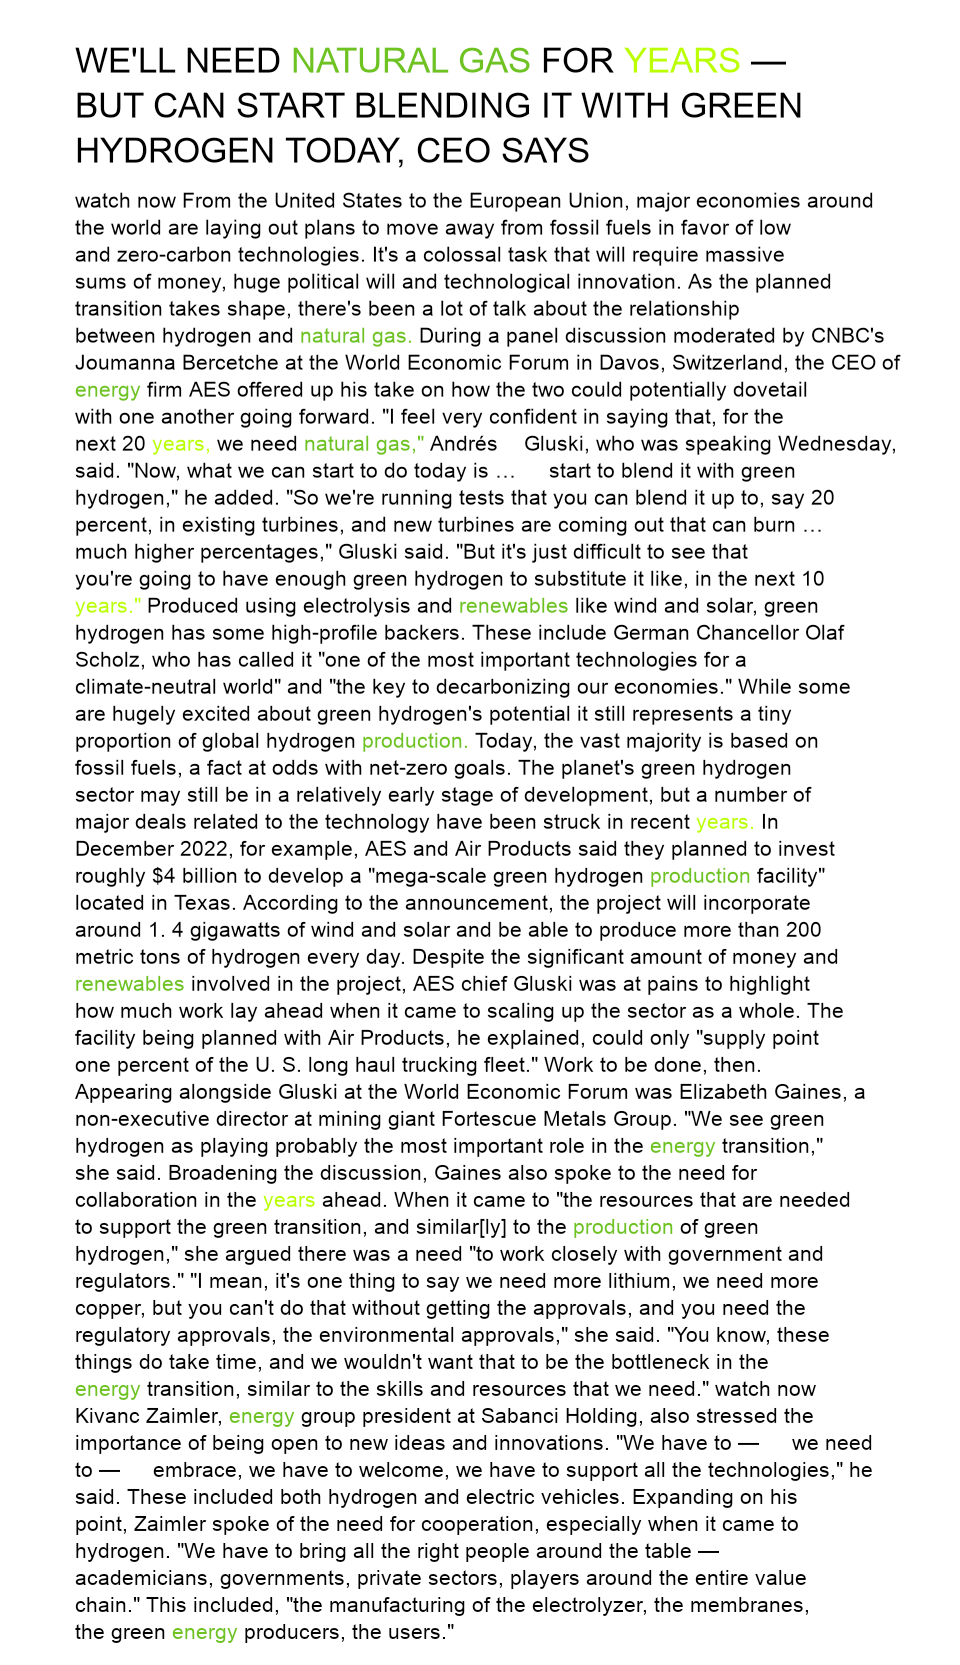 WE'LL NEED NATURAL GAS FOR YEARS —
BUT CAN START BLENDING IT WITH GREEN
HYDROGEN TODAY, CEO SAYS
watch now From the United States to the European Union, major economies around
the world are laying out plans to move away from fossil fuels in favor of low
and zero-carbon technologies. It's a colossal task that will require massive
sums of money, huge political will and technological innovation. As the planned
transition takes shape, there's been a lot of talk about the relationship
between hydrogen and natural gas. During a panel discussion moderated by CNBC's
Joumanna Bercetche at the World Economic Forum in Davos, Switzerland, the CEO of
energy firm AES offered up his take on how the two could potentially dovetail
with one another going forward. "I feel very confident in saying that, for the
next 20 years, we need natural gas," Andrés Gluski, who was speaking Wednesday,
said. "Now, what we can start to do today is … start to blend it with green
hydrogen," he added. "So we're running tests that you can blend it up to, say 20
percent, in existing turbines, and new turbines are coming out that can burn …
much higher percentages," Gluski said. "But it's just difficult to see that
you're going to have enough green hydrogen to substitute it like, in the next 10
years." Produced using electrolysis and renewables like wind and solar, green
hydrogen has some high-profile backers. These include German Chancellor Olaf
Scholz, who has called it "one of the most important technologies for a
climate-neutral world" and "the key to decarbonizing our economies." While some
are hugely excited about green hydrogen's potential it still represents a tiny
proportion of global hydrogen production. Today, the vast majority is based on
fossil fuels, a fact at odds with net-zero goals. The planet's green hydrogen
sector may still be in a relatively early stage of development, but a number of
major deals related to the technology have been struck in recent years. In
December 2022, for example, AES and Air Products said they planned to invest
roughly $4 billion to develop a "mega-scale green hydrogen production facility"
located in Texas. According to the announcement, the project will incorporate
around 1. 4 gigawatts of wind and solar and be able to produce more than 200
metric tons of hydrogen every day. Despite the significant amount of money and
renewables involved in the project, AES chief Gluski was at pains to highlight
how much work lay ahead when it came to scaling up the sector as a whole. The
facility being planned with Air Products, he explained, could only "supply point
one percent of the U. S. long haul trucking fleet." Work to be done, then.
Appearing alongside Gluski at the World Economic Forum was Elizabeth Gaines, a
non-executive director at mining giant Fortescue Metals Group. "We see green
hydrogen as playing probably the most important role in the energy transition,"
she said. Broadening the discussion, Gaines also spoke to the need for
collaboration in the years ahead. When it came to "the resources that are needed
to support the green transition, and similar[ly] to the production of green
hydrogen," she argued there was a need "to work closely with government and
regulators." "I mean, it's one thing to say we need more lithium, we need more
copper, but you can't do that without getting the approvals, and you need the
regulatory approvals, the environmental approvals," she said. "You know, these
things do take time, and we wouldn't want that to be the bottleneck in the
energy transition, similar to the skills and resources that we need." watch now
Kivanc Zaimler, energy group president at Sabanci Holding, also stressed the
importance of being open to new ideas and innovations. "We have to — we need
to — embrace, we have to welcome, we have to support all the technologies," he
said. These included both hydrogen and electric vehicles. Expanding on his
point, Zaimler spoke of the need for cooperation, especially when it came to
hydrogen. "We have to bring all the right people around the table —
academicians, governments, private sectors, players around the entire value
chain." This included, "the manufacturing of the electrolyzer, the membranes,
the green energy producers, the users."